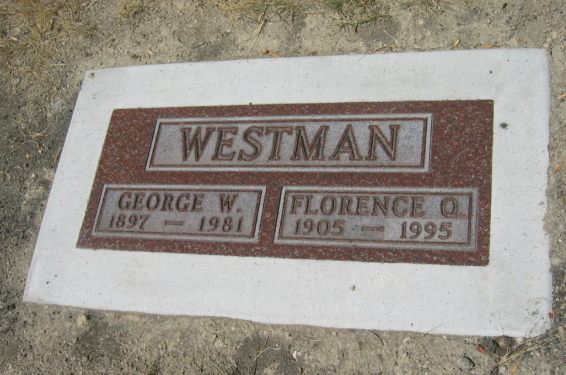 WESTMAN
GEORGE W.
1897 — 1981
FLORENCE O.
1905 — 1995